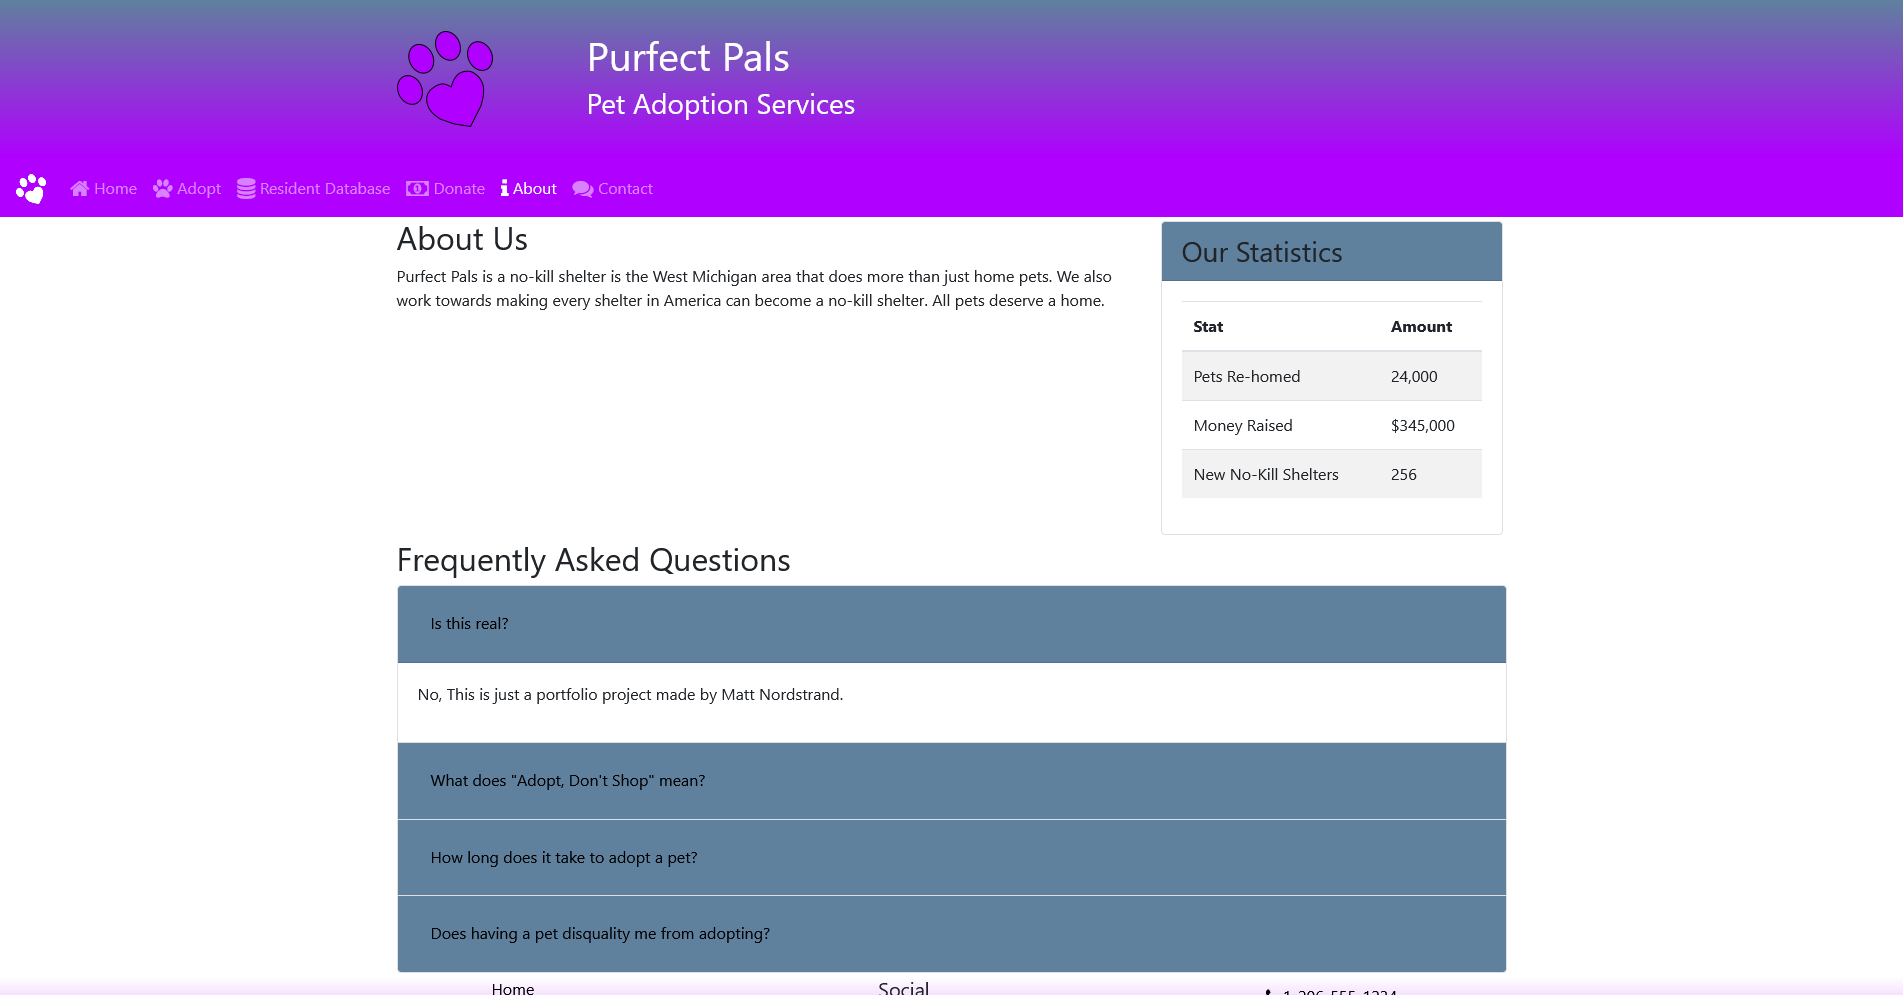 Purfect Pals
Pet Adoption Services
Home Adopt Resident Database Donate About Contact
About Us
Purfect Pals is a no-kill shelter is the West Michigan area that does more than just home pets. We also
work towards making every shelter in America can become a no-kill shelter. All pets deserve a home.
Our Statistics
Stat Amount
Pets Re-homed 24,000
Money Raised $345,000
New No-Kill Shelters 256
Frequently Asked Questions
Is this real?
No, This is just a portfolio project made by Matt Nordstrand.
What does "Adopt, Don't Shop" mean?
How long does it take to adopt a pet?
Does having a pet disquality me from adopting?
Home
Social
1-206-555-1234